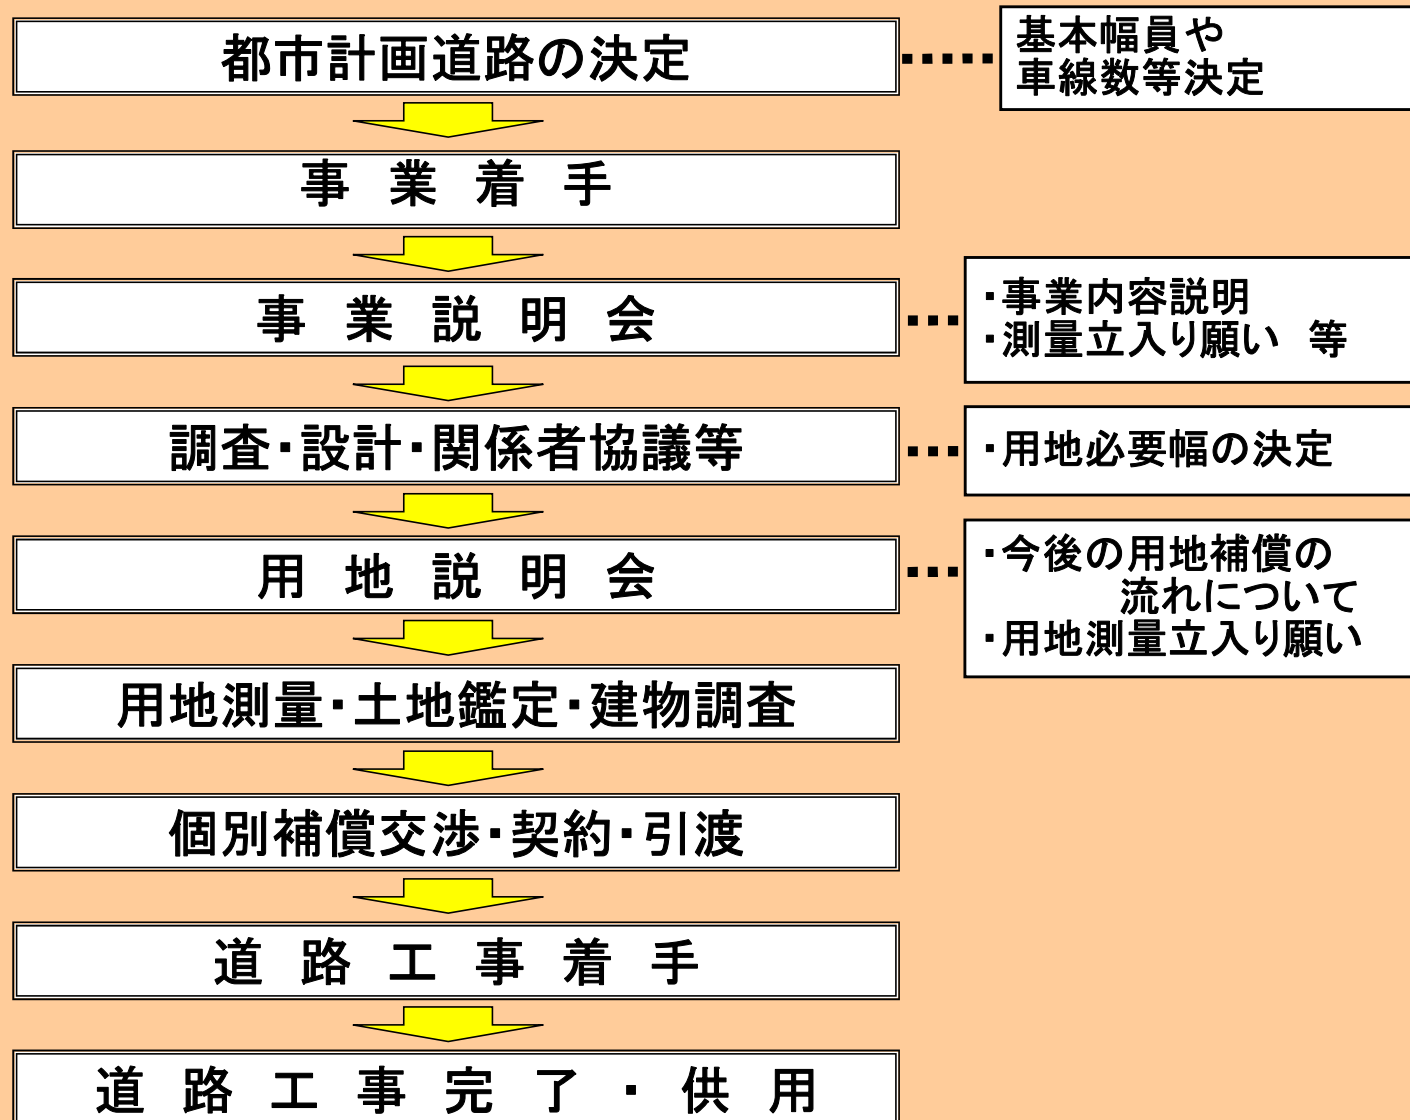 都市計画道路の決定
基本幅員や
車線数等決定
事業着手
事業説明会
・事業内容説明
・測量立入り願い　等
調査・設計・関係者協議等
・用地必要幅の決定
用地説明会
・今後の用地補償の
流れについて
・用地測量立入り願い
用地測量・土地鑑定・建物調査
個別補償交渉・契約・引渡
道路工事着手
道路工事完了・供用